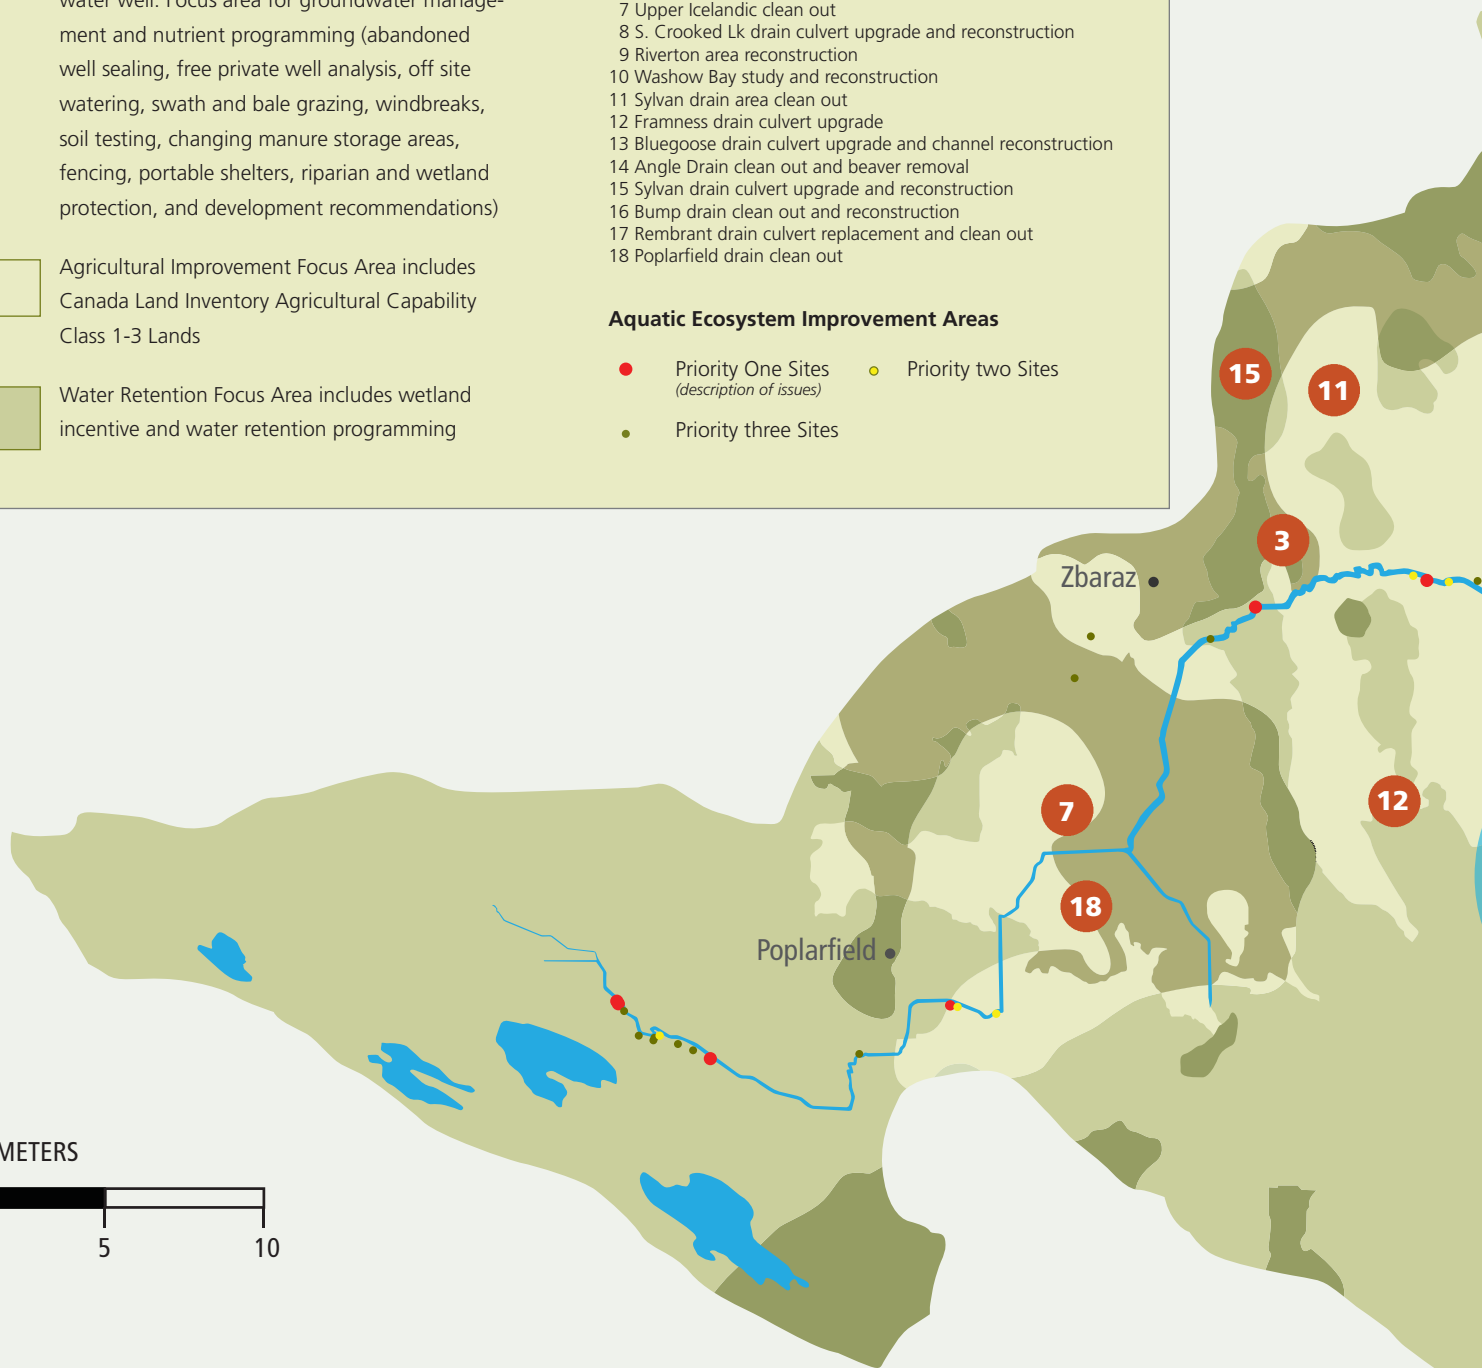 water well. Focus area for groundwater manage-
ment and nutrient programming (abandoned
well sealing, free private well analysis, off site
watering, swath and bale grazing, windbreaks,
soil testing, changing manure storage areas,
fencing, portable shelters, riparian and wetland
protection, and development recommendations)
Agricultural Improvement Focus Area includes
Canada Land Inventory Agricultural Capability
Class 1-3 Lands
Water Retention Focus Area includes wetland
incentive and water retention programming
7 Upper Icelandic clean out
8 S. Crooked Lk drain culvert upgrade and reconstruction
9 Riverton area reconstruction
10 Washow Bay study and reconstruction
11 Sylvan drain area clean out
12 Framness drain culvert upgrade
13 Bluegoose drain culvert upgrade and channel reconstruction
14 Angle Drain clean out and beaver removal
15 Sylvan drain culvert upgrade and reconstruction
16 Bump drain clean out and reconstruction
17 Rembrant drain culvert replacement and clean out
18 Poplarfield drain clean out
Aquatic Ecosystem Improvement Areas
Priority One Sites
(description of issues)
Priority two Sites
Priority three Sites
15
11
3
Zbaraz
7
12
18
Poplarfield
METERS
5
10